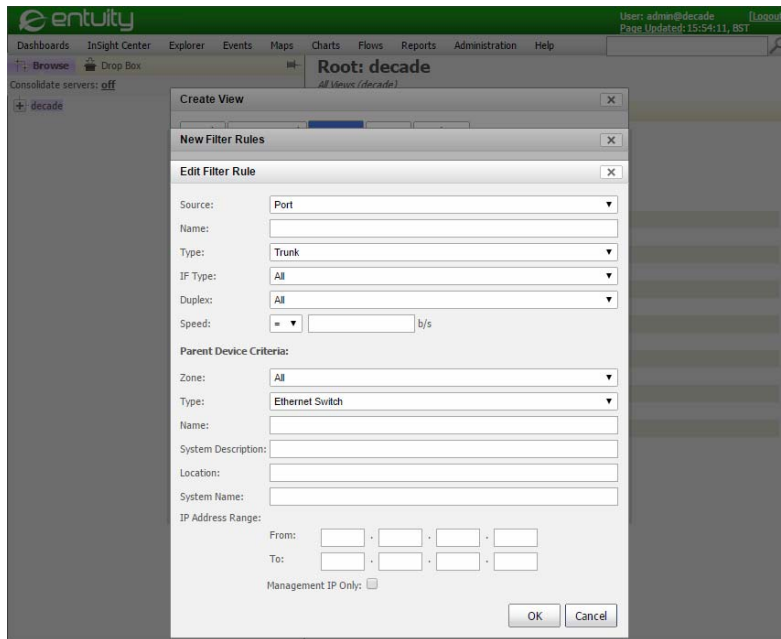 entuity
User: admin@decade [Logout
Page Updated: 15:54:11, BST
Dashboards InSight Center Explorer Events Maps Charts Flows Reports Administration Help
Browse Drop Box
Root: decade
Consolidate servers: off
All Views (decade)
decade
Create View
New Filter Rules
Edit Filter Rule
Source: Port
Name:
Type: Trunk
IF Type: All
Duplex: All
Speed: = b/s
Parent Device Criteria:
Zone: All
Type: Ethernet Switch
Name:
System Description:
Location:
System Name:
IP Address Range:
From: . . .
To: . . .
Management IP Only:
OK Cancel